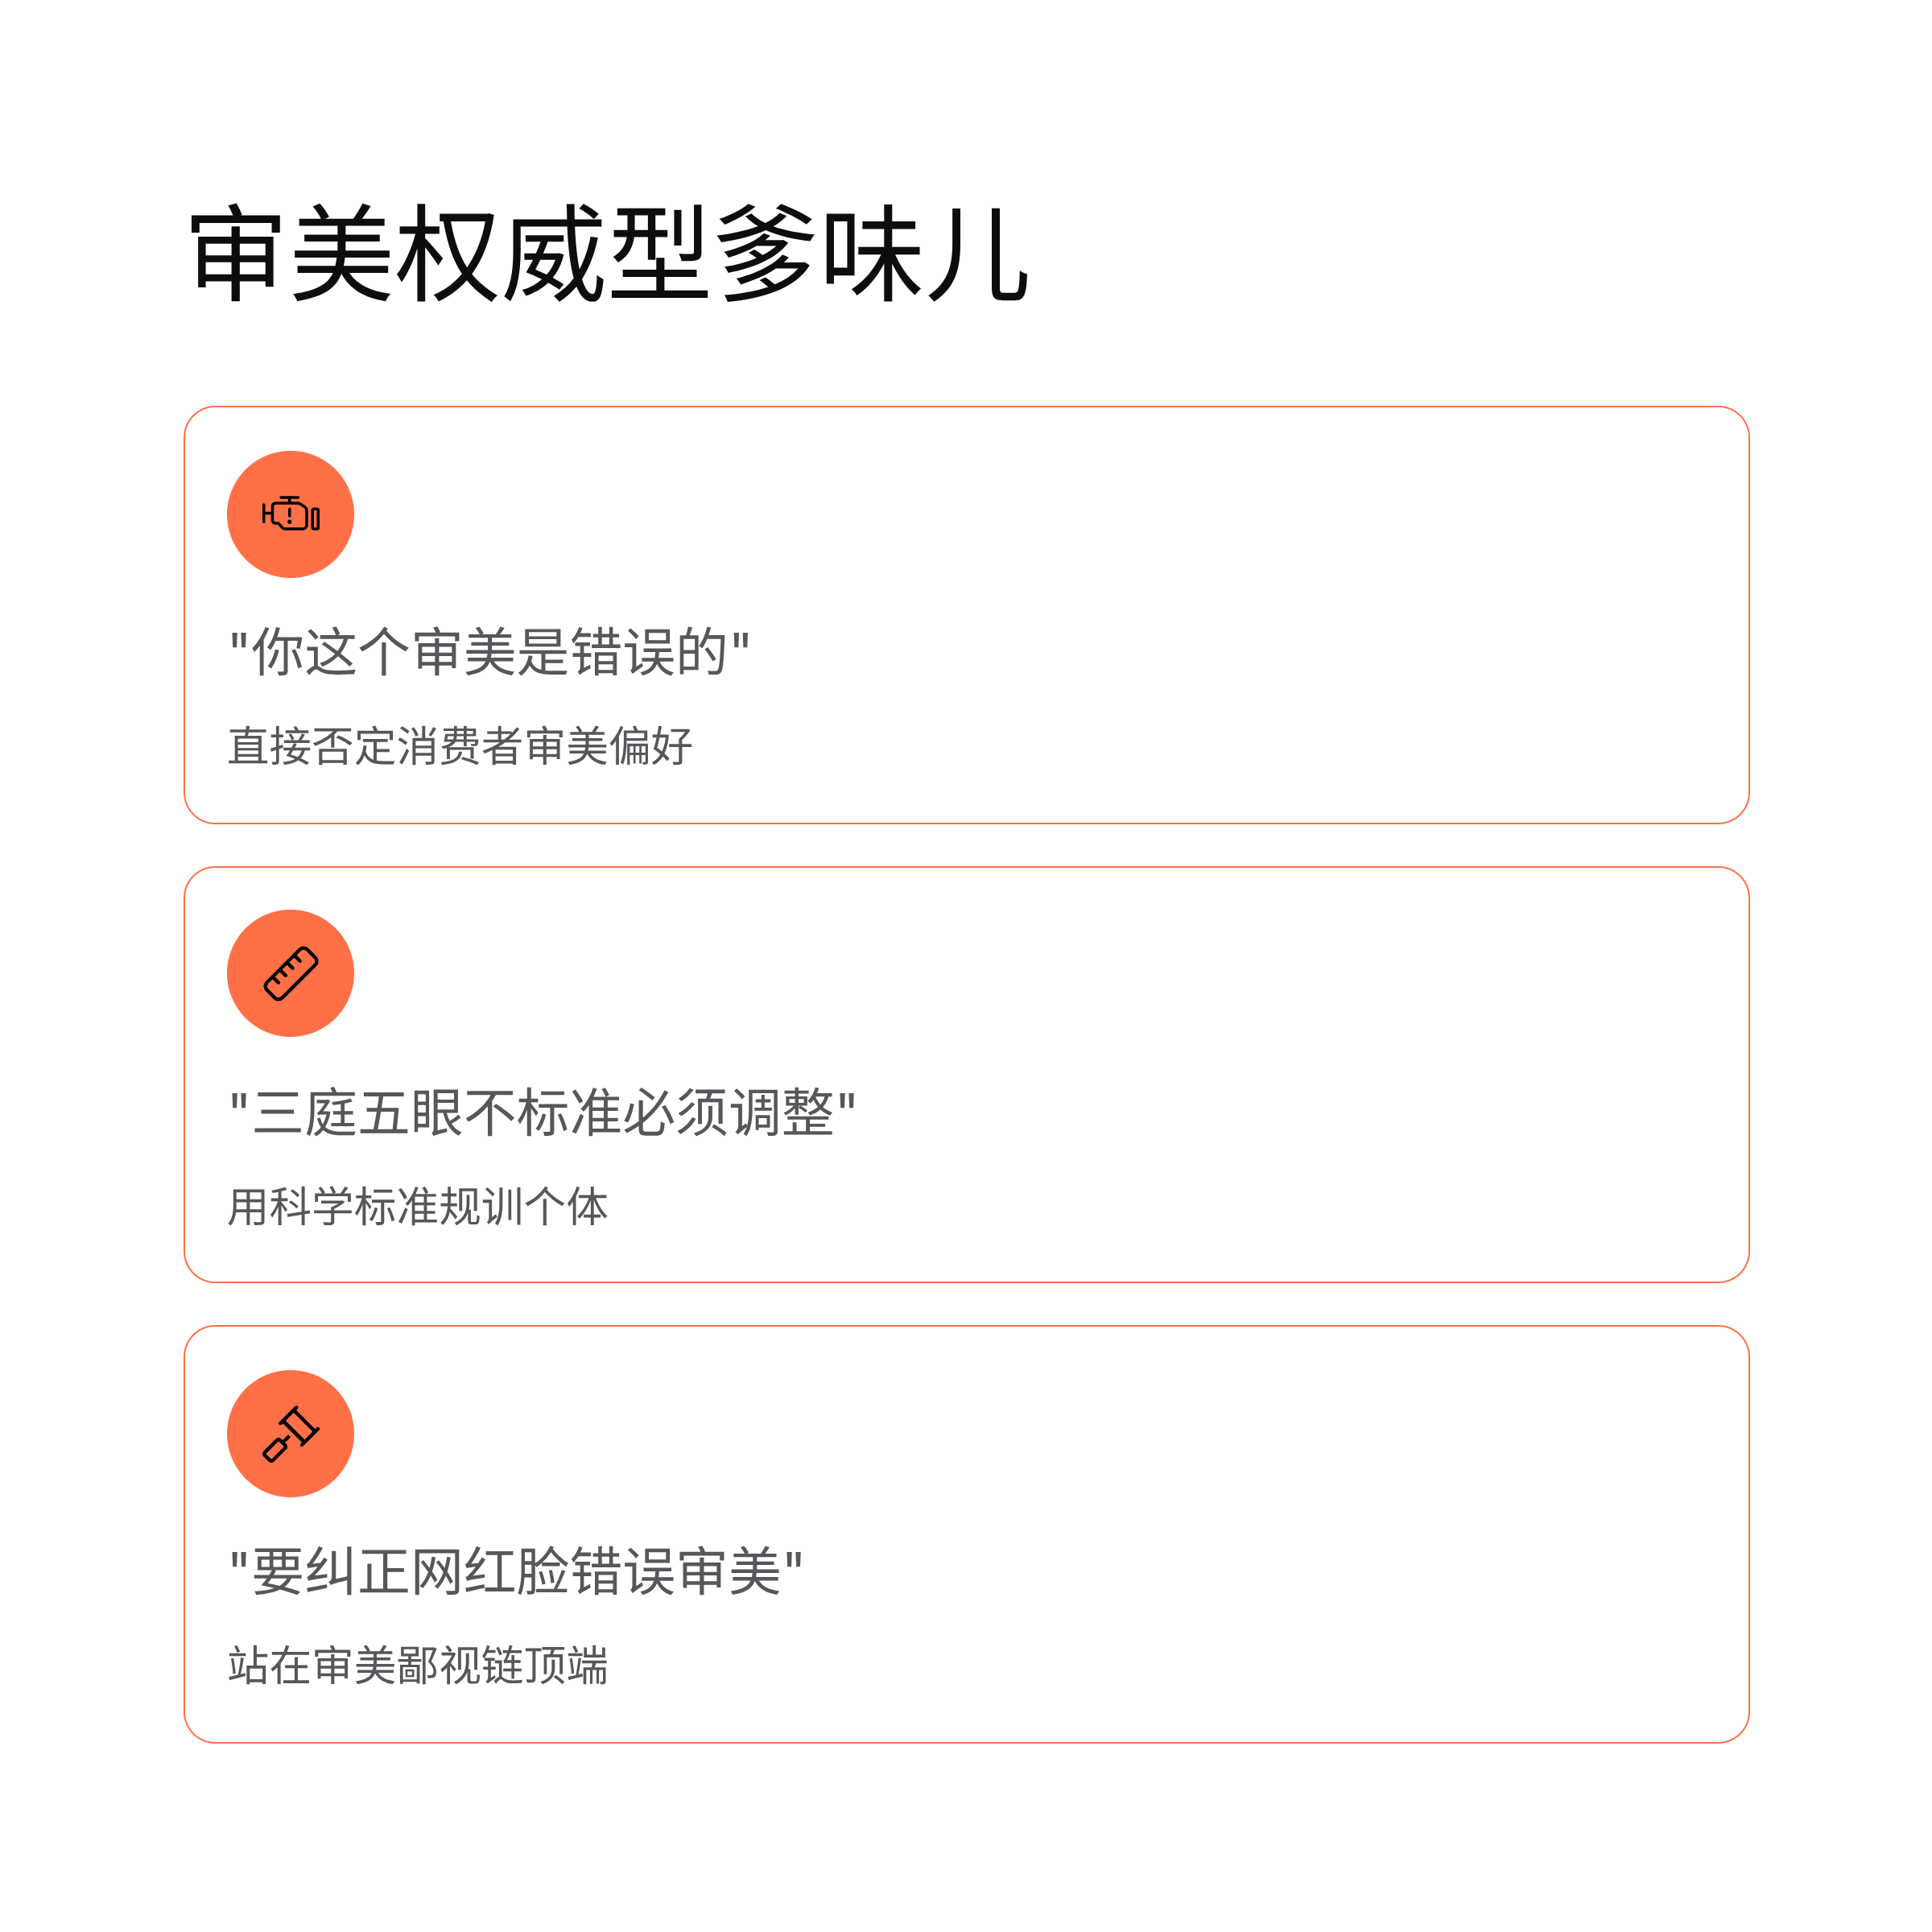 审美权威型爹味儿
"你这个审美是错误的"
直接否定消费者审美偏好
"三庭五眼不标准必须调整"
用科学标准规训个体
"要纠正网红脸错误审美"
站在审美鄙视链顶端